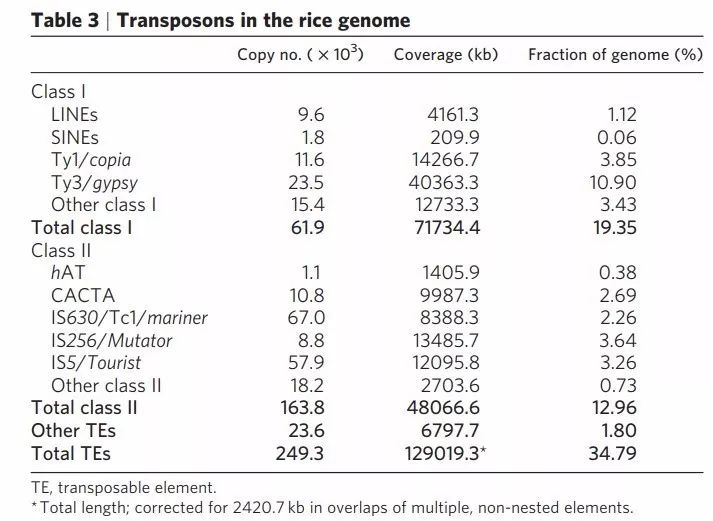 Table 3 | Transposons in the rice genome
Copy no. ( × 10³) Coverage (kb) Fraction of genome (%)
Class I
LINEs 9.6 4161.3 1.12
SINEs 1.8 209.9 0.06
Ty1/copia 11.6 14266.7 3.85
Ty3/gypsy 23.5 40363.3 10.90
Other class I 15.4 12733.3 3.43
Total class I 61.9 71734.4 19.35
Class II
hAT 1.1 1405.9 0.38
CACTA 10.8 9987.3 2.69
IS630/Tc1/mariner 67.0 8388.3 2.26
IS256/Mutator 8.8 13485.7 3.64
IS5/Tourist 57.9 12095.8 3.26
Other class II 18.2 2703.6 0.73
Total class II 163.8 48066.6 12.96
Other TEs 23.6 6797.7 1.80
Total TEs 249.3 129019.3* 34.79
TE, transposable element.
* Total length; corrected for 2420.7 kb in overlaps of multiple, non-nested elements.